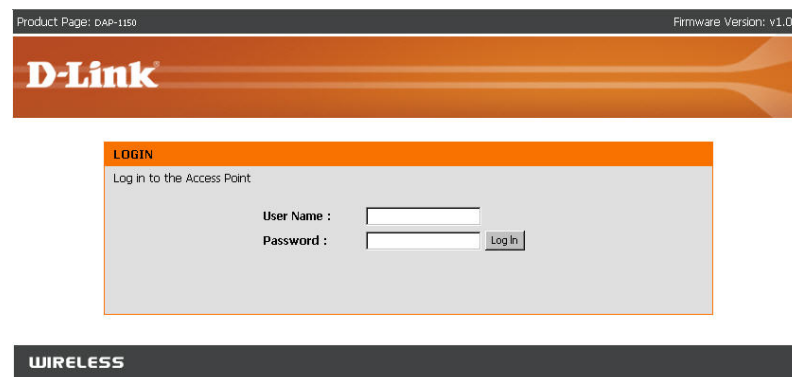 Product Page: DAP-1150 Firmware Version: v1.0
D-Link
LOGIN
Log in to the Access Point
User Name :
Password : Log In
WIRELESS